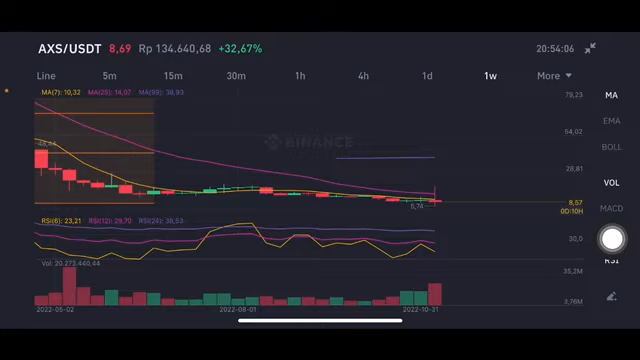 AXS/USDT 8,69 Rp 134.640,68 +32,67% 20:54:06
Line 5m 15m 30m 1h 4h 1d 1w More
MA(7): 10,32 MA(25): 14,07 MA(99): 38,93
79,23
MA
EMA
64,02
BINANCE
BOLL
28,81
VOL
8,57
0D:10H
5,74
MACD
RSI(6): 23,21 RSI(12): 29,70 RSI(24): 36,53
30,0
RSI
Vol: 20.273.440,44
35,2M
3,76M
2022-05-02 2022-08-01 2022-10-31